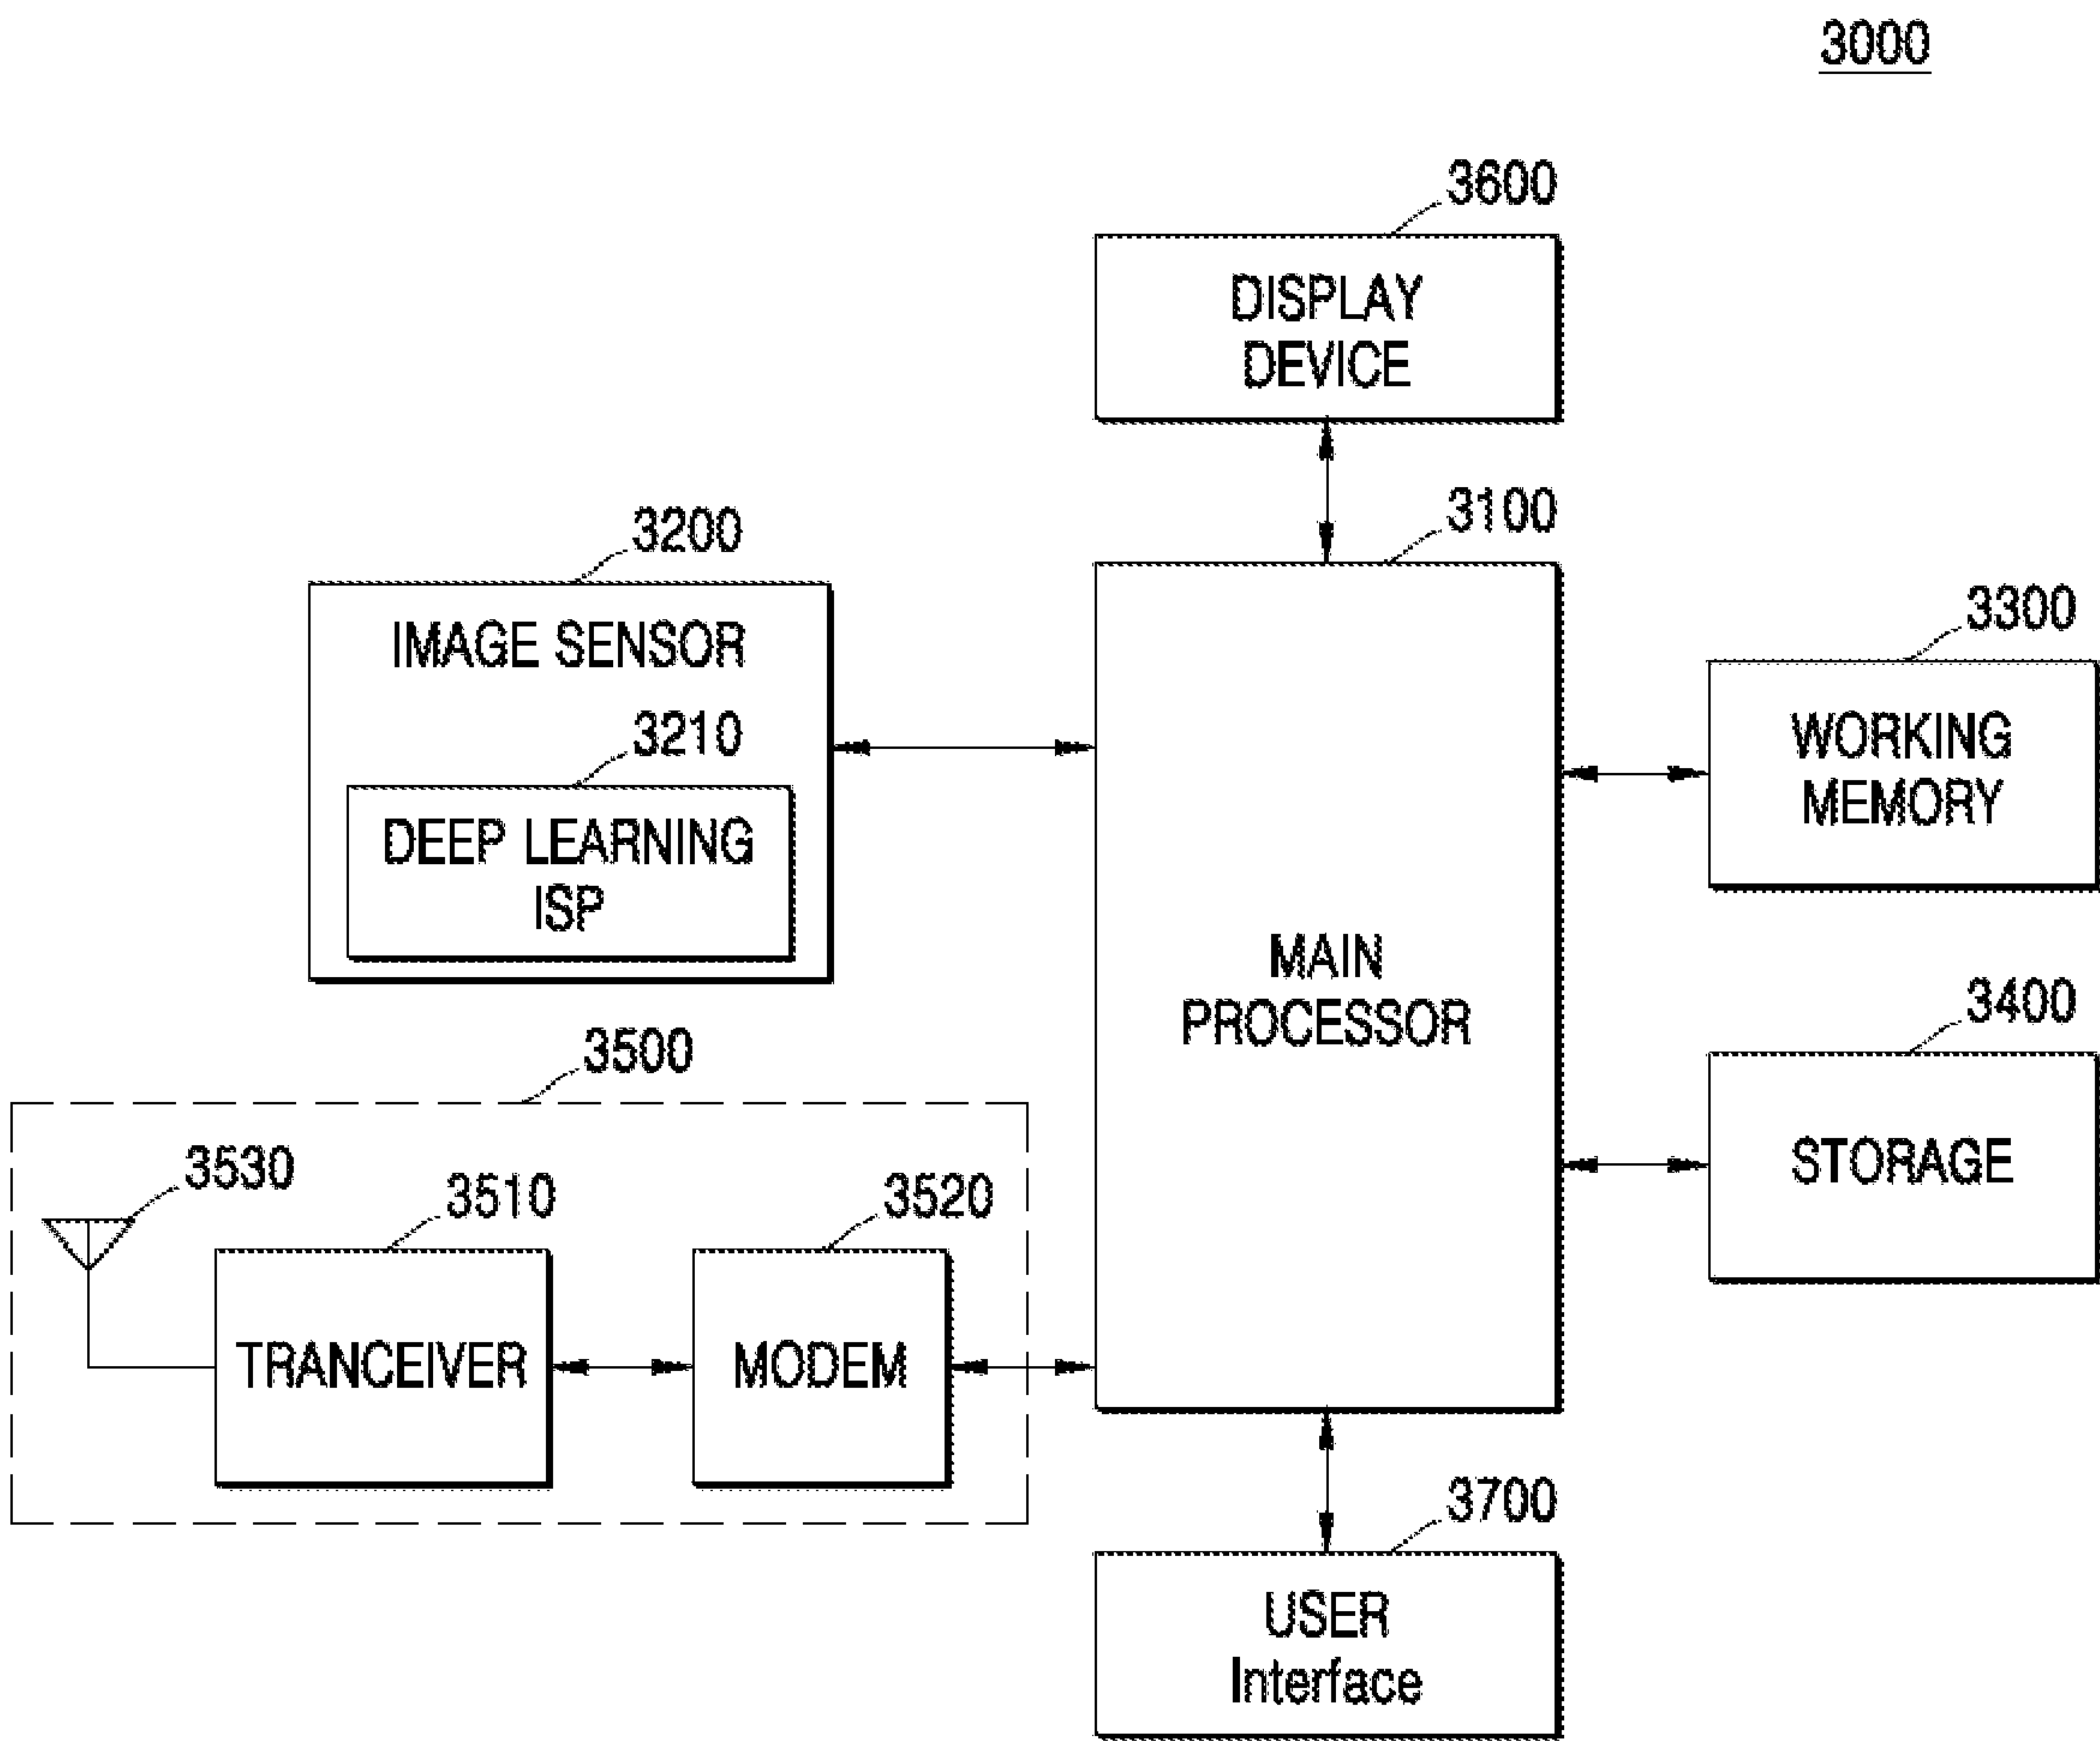 3000
3600
DISPLAY
DEVICE
3200
IMAGE SENSOR
3210
DEEP LEARNING
ISP
3100
MAIN
PROCESSOR
3300
WORKING
MEMORY
3400
STORAGE
3500
3530
3510
TRANCEIVER
3520
MODEM
3700
USER
Interface